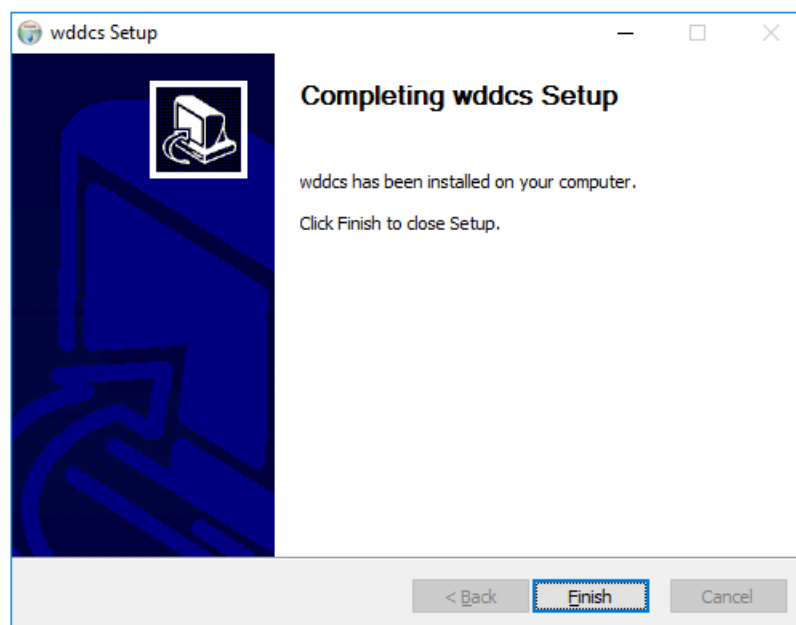 wddcs Setup
Completing wddcs Setup
wddcs has been installed on your computer.
Click Finish to close Setup.
< Back
Finish
Cancel